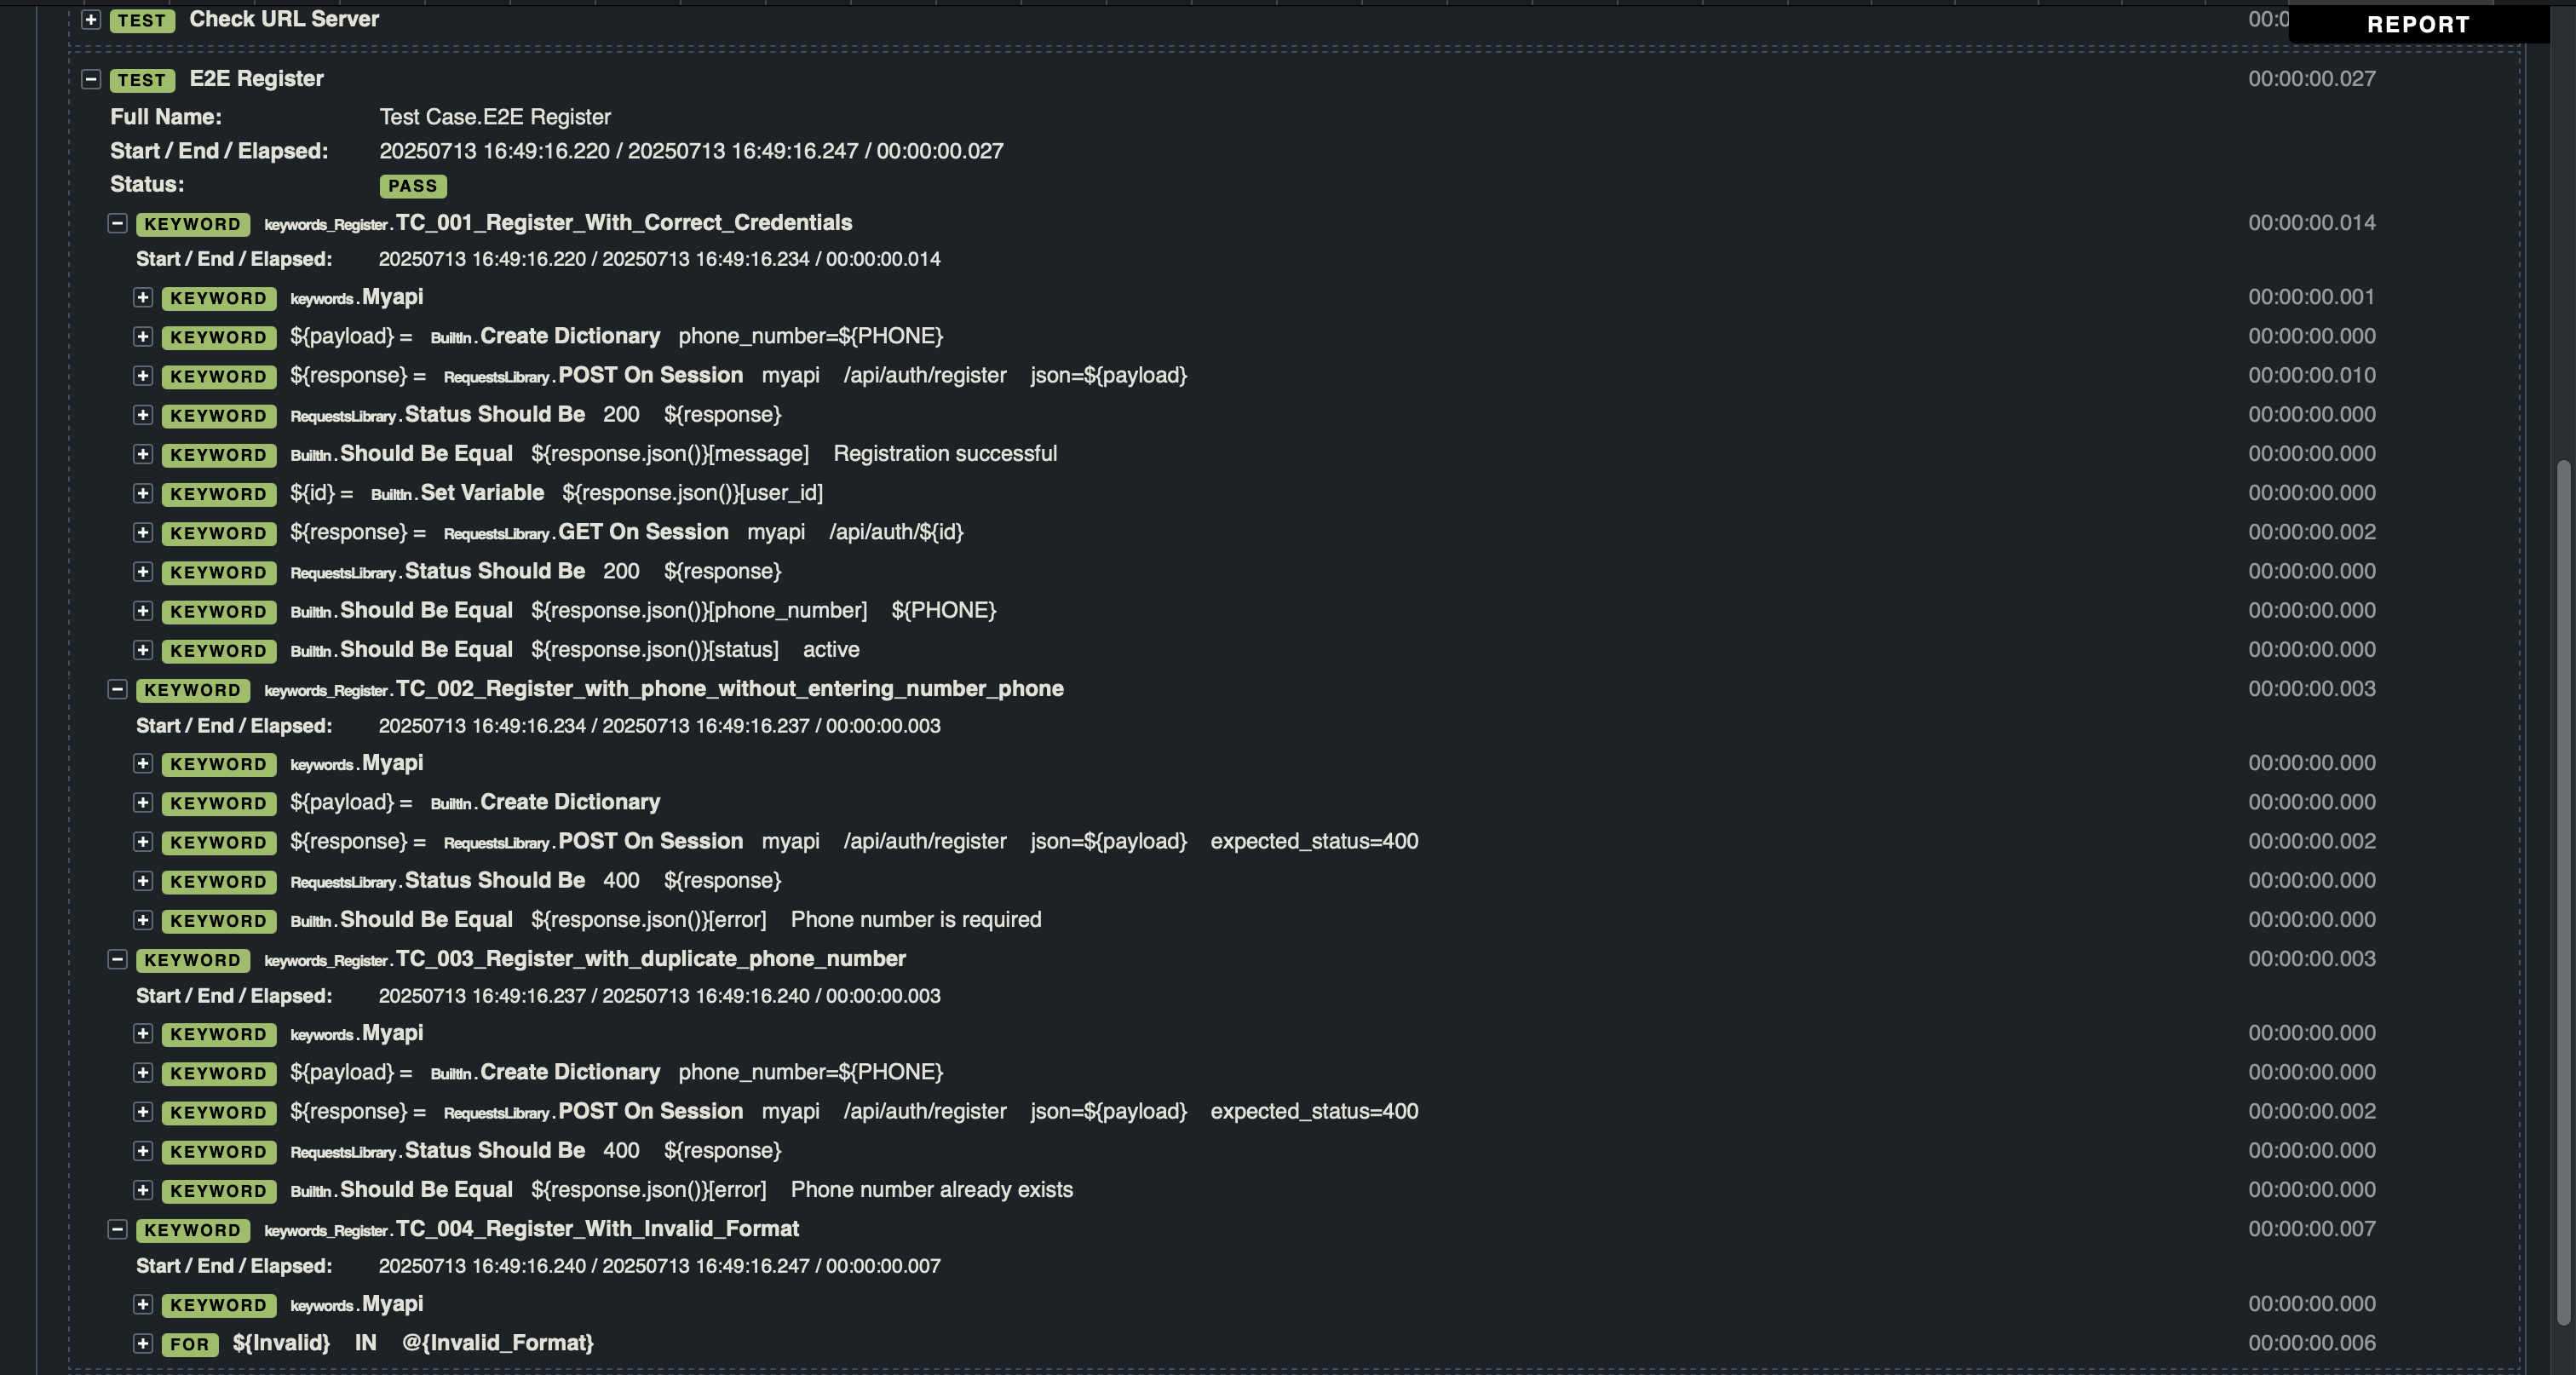 TEST Check URL Server 00:0
REPORT
TEST E2E Register 00:00:00.027
Full Name: Test Case.E2E Register
Start / End / Elapsed: 20250713 16:49:16.220 / 20250713 16:49:16.247 / 00:00:00.027
Status: PASS
KEYWORD keywords_Register.TC_001_Register_With_Correct_Credentials 00:00:00.014
Start / End / Elapsed: 20250713 16:49:16.220 / 20250713 16:49:16.234 / 00:00:00.014
KEYWORD keywords.Myapi 00:00:00.001
KEYWORD ${payload} = BuiltIn.Create Dictionary phone_number=${PHONE} 00:00:00.000
KEYWORD ${response} = RequestsLibrary.POST On Session myapi /api/auth/register json=${payload} 00:00:00.010
KEYWORD RequestsLibrary.Status Should Be 200 ${response} 00:00:00.000
KEYWORD BuiltIn.Should Be Equal ${response.json()}[message] Registration successful 00:00:00.000
KEYWORD ${id} = BuiltIn.Set Variable ${response.json()}[user_id] 00:00:00.000
KEYWORD ${response} = RequestsLibrary.GET On Session myapi /api/auth/${id} 00:00:00.002
KEYWORD RequestsLibrary.Status Should Be 200 ${response} 00:00:00.000
KEYWORD BuiltIn.Should Be Equal ${response.json()}[phone_number] ${PHONE} 00:00:00.000
KEYWORD BuiltIn.Should Be Equal ${response.json()}[status] active 00:00:00.000
KEYWORD keywords_Register.TC_002_Register_with_phone_without_entering_number_phone 00:00:00.003
Start / End / Elapsed: 20250713 16:49:16.234 / 20250713 16:49:16.237 / 00:00:00.003
KEYWORD keywords.Myapi 00:00:00.000
KEYWORD ${payload} = BuiltIn.Create Dictionary 00:00:00.000
KEYWORD ${response} = RequestsLibrary.POST On Session myapi /api/auth/register json=${payload} expected_status=400 00:00:00.002
KEYWORD RequestsLibrary.Status Should Be 400 ${response} 00:00:00.000
KEYWORD BuiltIn.Should Be Equal ${response.json()}[error] Phone number is required 00:00:00.000
KEYWORD keywords_Register.TC_003_Register_with_duplicate_phone_number 00:00:00.003
Start / End / Elapsed: 20250713 16:49:16.237 / 20250713 16:49:16.240 / 00:00:00.003
KEYWORD keywords.Myapi 00:00:00.000
KEYWORD ${payload} = BuiltIn.Create Dictionary phone_number=${PHONE} 00:00:00.000
KEYWORD ${response} = RequestsLibrary.POST On Session myapi /api/auth/register json=${payload} expected_status=400 00:00:00.002
KEYWORD RequestsLibrary.Status Should Be 400 ${response} 00:00:00.000
KEYWORD BuiltIn.Should Be Equal ${response.json()}[error] Phone number already exists 00:00:00.000
KEYWORD keywords_Register.TC_004_Register_With_Invalid_Format 00:00:00.007
Start / End / Elapsed: 20250713 16:49:16.240 / 20250713 16:49:16.247 / 00:00:00.007
KEYWORD keywords.Myapi 00:00:00.000
FOR ${Invalid} IN @{Invalid_Format} 00:00:00.006